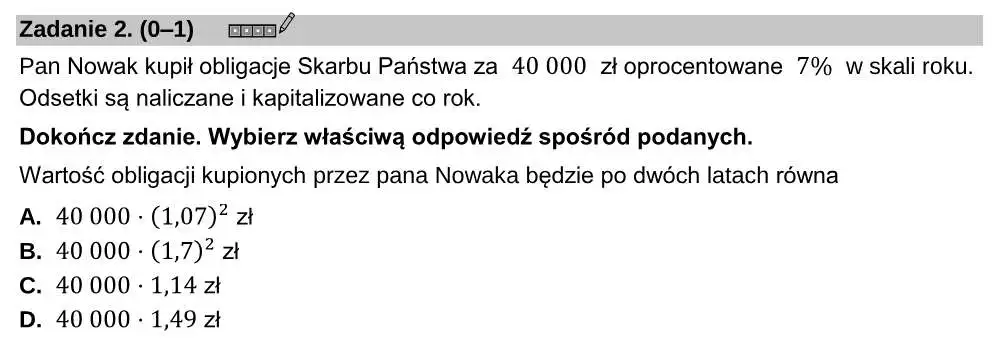 Zadanie 2. (0–1)
Pan Nowak kupił obligacje Skarbu Państwa za 40 000 zł oprocentowane 7% w skali roku.
Odsetki są naliczane i kapitalizowane co rok.
Dokończ zdanie. Wybierz właściwą odpowiedź spośród podanych.
Wartość obligacji kupionych przez pana Nowaka będzie po dwóch latach równa
A. 40 000 · (1,07)² zł
B. 40 000 · (1,7)² zł
C. 40 000 · 1,14 zł
D. 40 000 · 1,49 zł